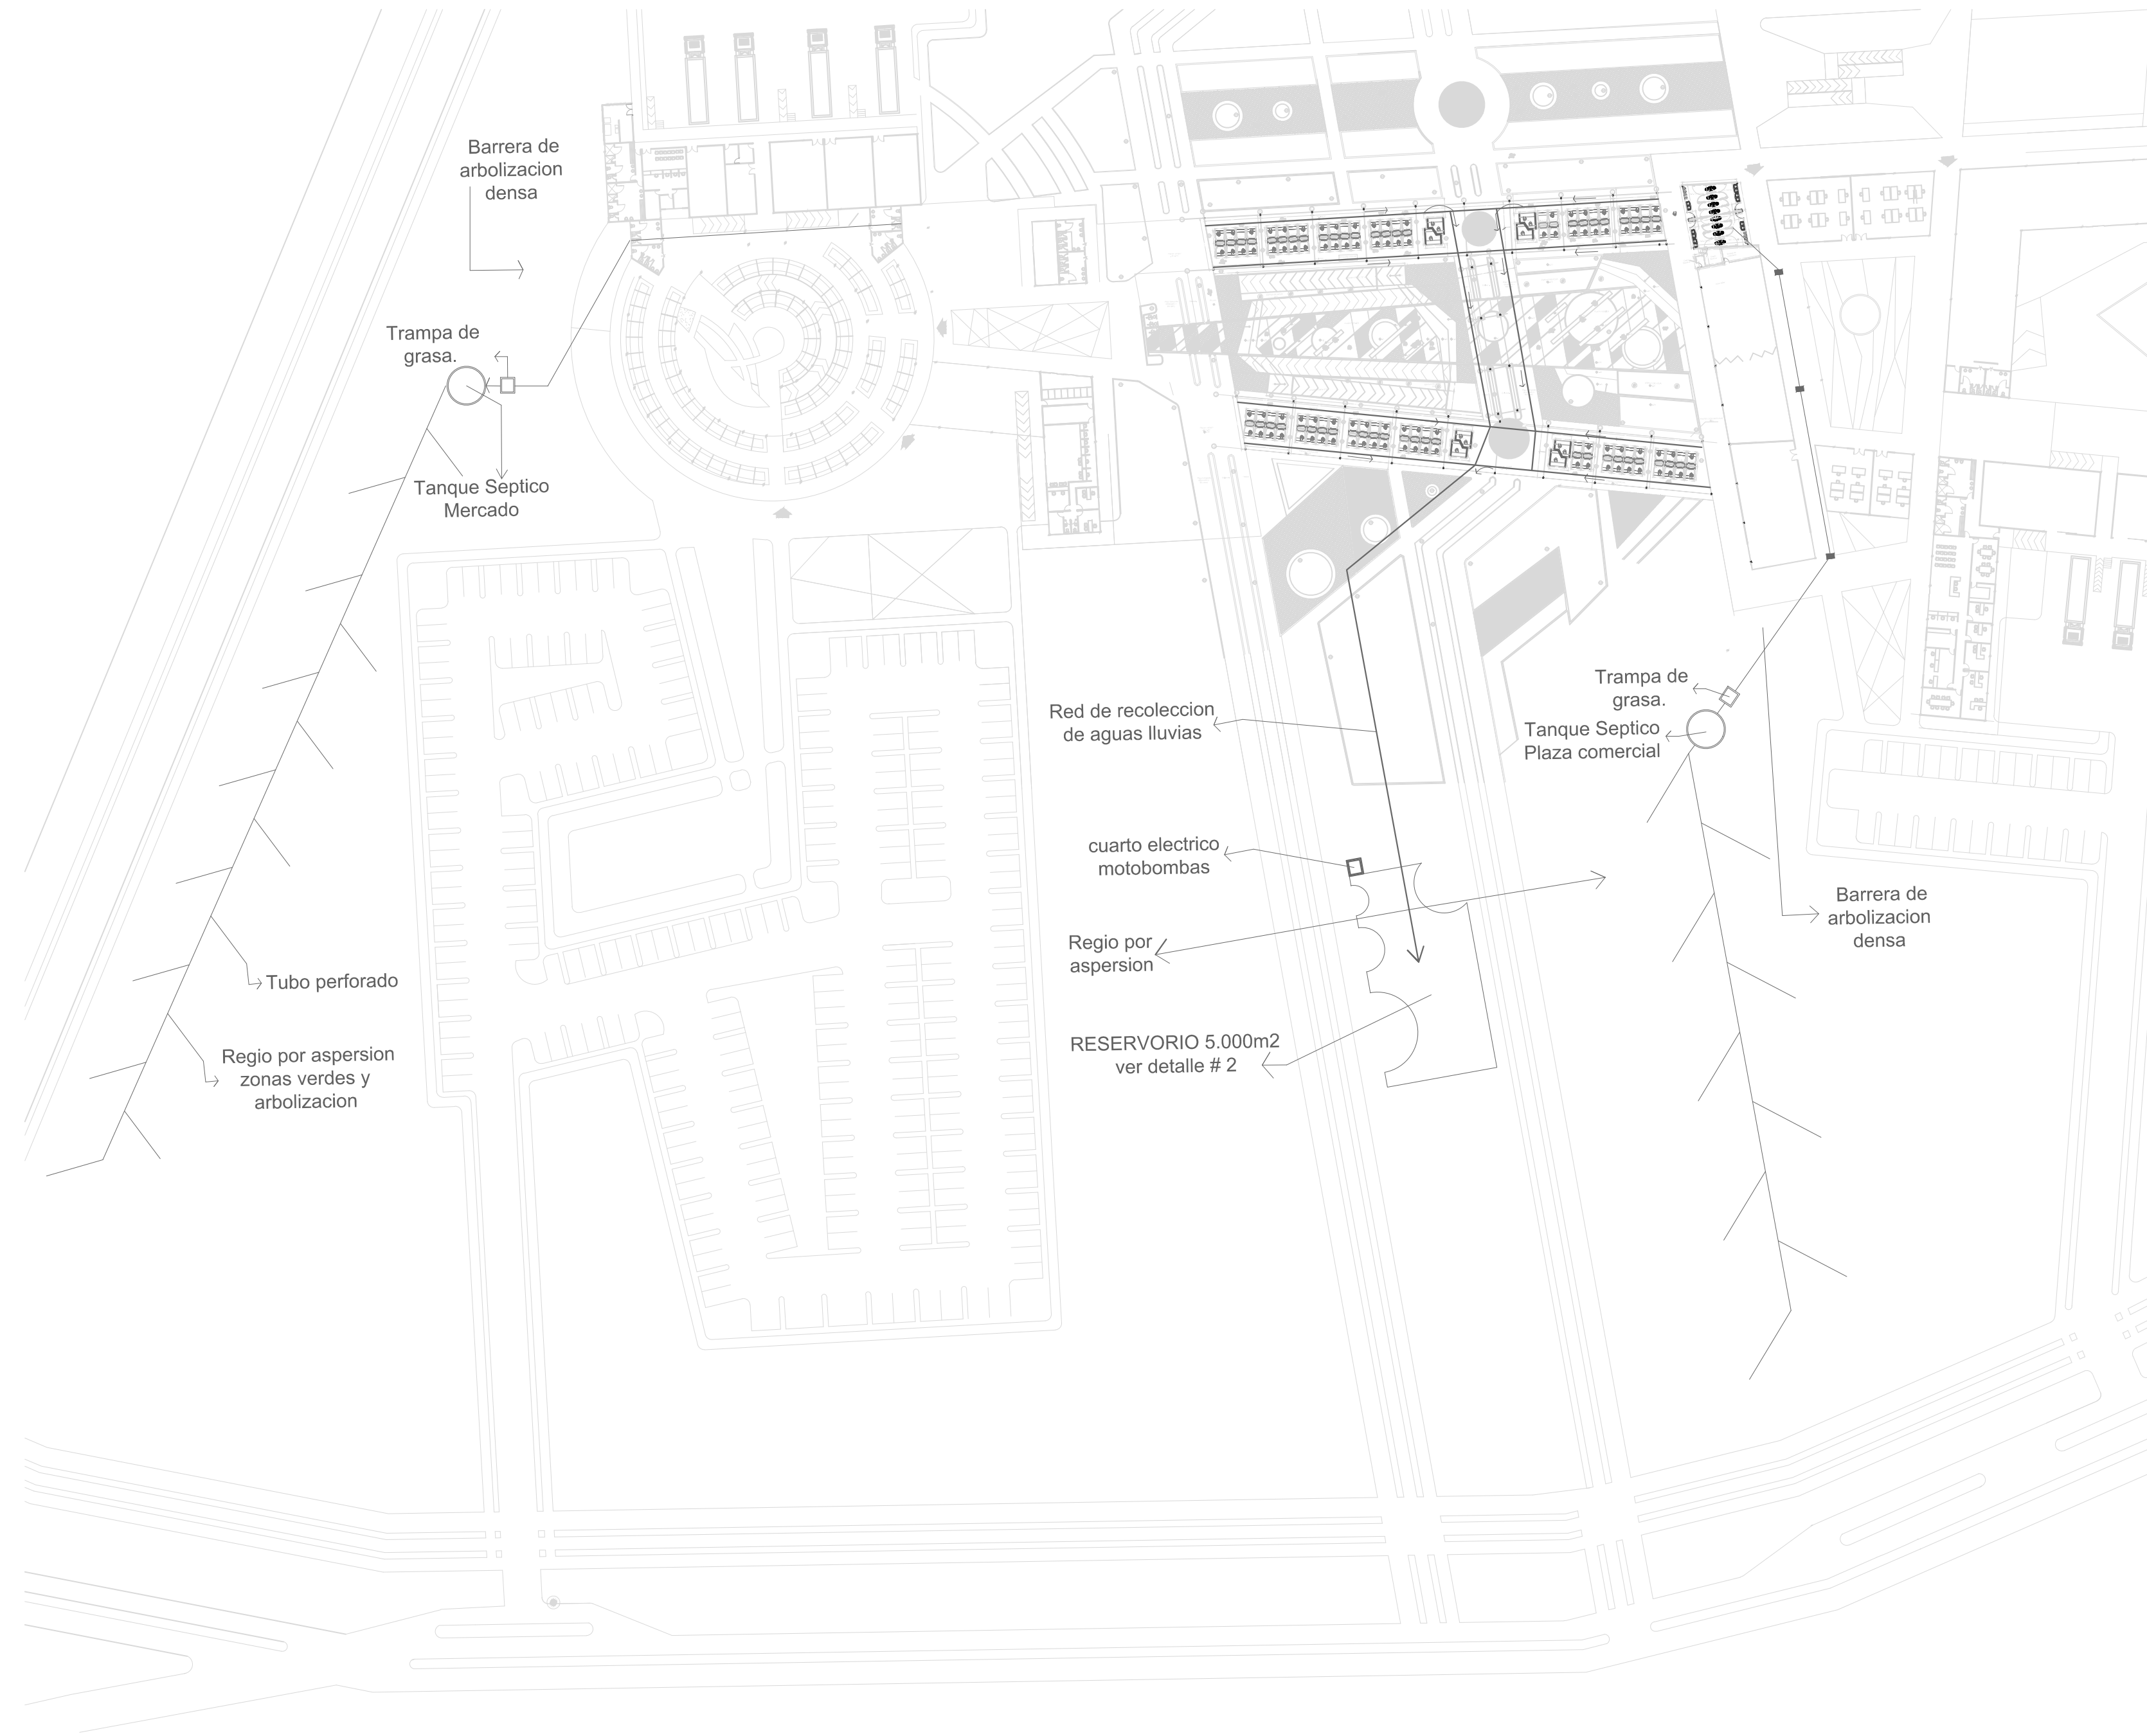 Barrera de
arbolizacion
densa
Trampa de
grasa.
Tanque Septico
Mercado
Tubo perforado
Regio por aspersion
zonas verdes y
arbolizacion
Red de recoleccion
de aguas lluvias
cuarto electrico
motobombas
Regio por
aspersion
RESERVORIO 5.000m2
ver detalle # 2
Trampa de
grasa.
Tanque Septico
Plaza comercial
Barrera de
arbolizacion
densa